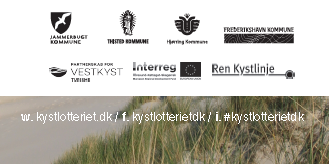 JAMMERBUGT
KOMMUNE
THISTED KOMMUNE
Hjørring Kommune
FREDERIKSHAVN KOMMUNE
PARTNERSKAB FOR
VESTKYST
TURISME
Interreg
Ren Kystlinje
w. kystlotteriet.dk / f. kystlotterietdk / i. #kystlotterietdk